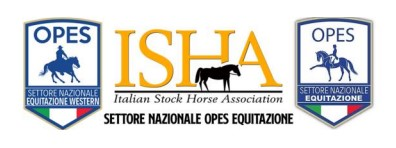 OPES
SETTORE NAZIONALE
EQUITAZIONE WESTERN
ISHA
Italian Stock Horse Association
SETTORE NAZIONALE OPES EQUITAZIONE
OPES
SETTORE NAZIONALE
EQUITAZIONE